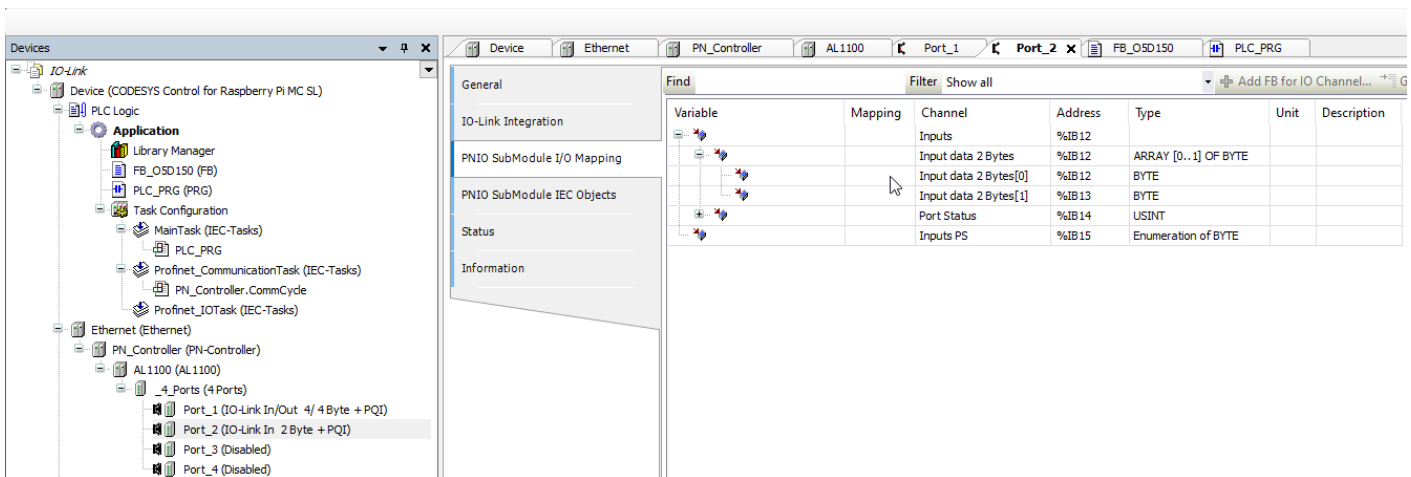 Devices
IO-Link
Device (CODESYS Control for Raspberry Pi MC SL)
PLC Logic
Application
Library Manager
FB_O5D150 (FB)
PLC_PRG (PRG)
Task Configuration
MainTask (IEC-Tasks)
PLC_PRG
Profinet_CommunicationTask (IEC-Tasks)
PN_Controller.CommCycle
Profinet_IOTask (IEC-Tasks)
Ethernet (Ethernet)
PN_Controller (PN-Controller)
AL1100 (AL1100)
_4_Ports (4 Ports)
Port_1 (IO-Link In/Out 4/ 4 Byte + PQI)
Port_2 (IO-Link In 2 Byte + PQI)
Port_3 (Disabled)
Port_4 (Disabled)
Device Ethernet PN_Controller AL1100 Port_1 Port_2 FB_O5D150 PLC_PRG
General
IO-Link Integration
PNIO SubModule I/O Mapping
PNIO SubModule IEC Objects
Status
Information
Find Filter Show all Add FB for IO Channel... G
Variable Mapping Channel Address Type Unit Description
Inputs %IB12
Input data 2 Bytes %IB12 ARRAY [0..1] OF BYTE
Input data 2 Bytes[0] %IB12 BYTE
Input data 2 Bytes[1] %IB13 BYTE
Port Status %IB14 USINT
Inputs PS %IB15 Enumeration of BYTE